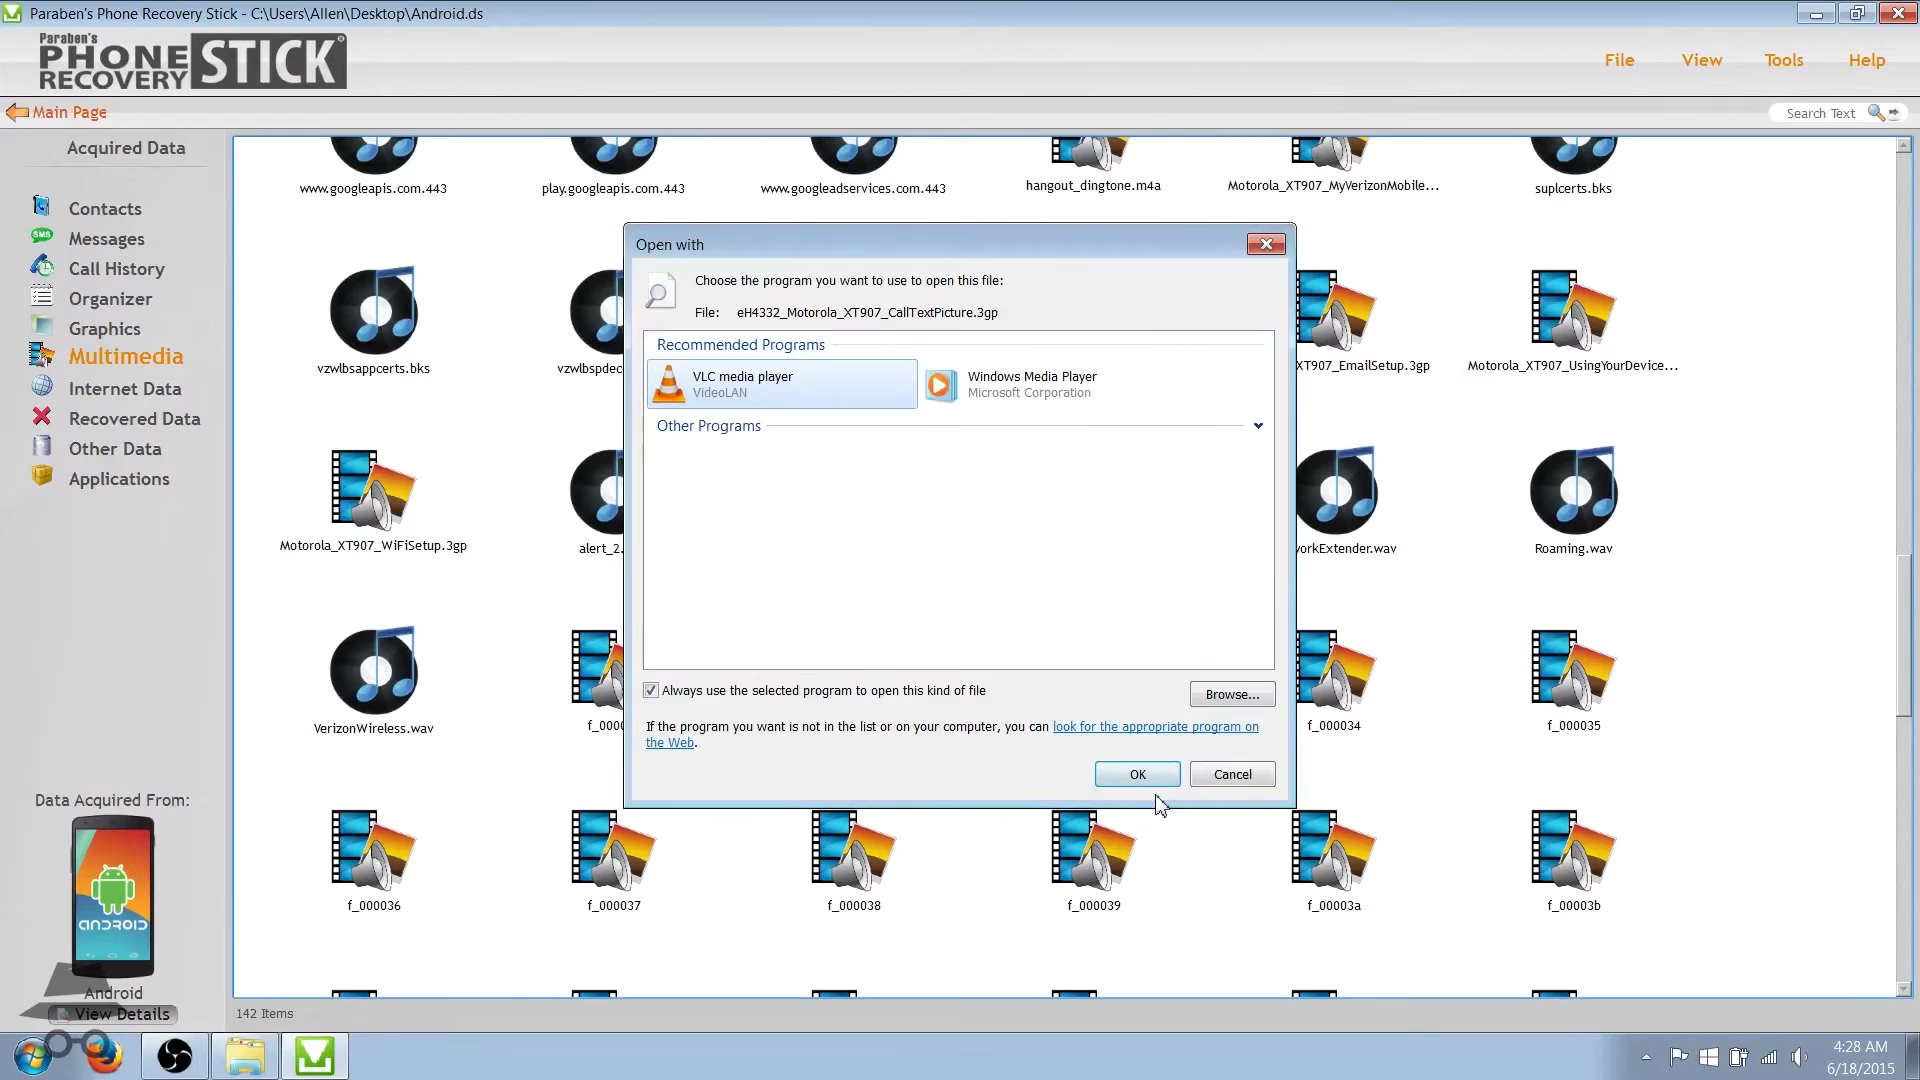 Paraben's Phone Recovery Stick - C:\Users\Allen\Desktop\Android.ds
Paraben's
PHONE
RECOVERY
STICK
File View Tools Help
Main Page
Search Text
Acquired Data
Contacts
Messages
Call History
Organizer
Graphics
Multimedia
Internet Data
Recovered Data
Other Data
Applications
SMS
www.googleapis.com.443
play.googleapis.com.443
www.googleadservices.com.443
hangout_dingtone.m4a
Motorola_XT907_MyVerizonMobile...
suplcerts.bks
vzwlbsappcerts.bks
vzwlbspdec
XT907_EmailSetup.3gp
Motorola_XT907_UsingYourDevice...
Motorola_XT907_WiFiSetup.3gp
alert_2.
workExtender.wav
Roaming.wav
VerizonWireless.wav
f_000
f_000034
f_000035
f_000036
f_000037
f_000038
f_000039
f_00003a
f_00003b
Open with
Choose the program you want to use to open this file:
File: eH4332_Motorola_XT907_CallTextPicture.3gp
Recommended Programs
VLC media player
VideoLAN
Windows Media Player
Microsoft Corporation
Other Programs
Always use the selected program to open this kind of file
Browse...
If the program you want is not in the list or on your computer, you can look for the appropriate program on
the Web.
OK
Cancel
Data Acquired From:
ANDROID
Android
View Details
142 Items
4:28 AM
6/18/2015